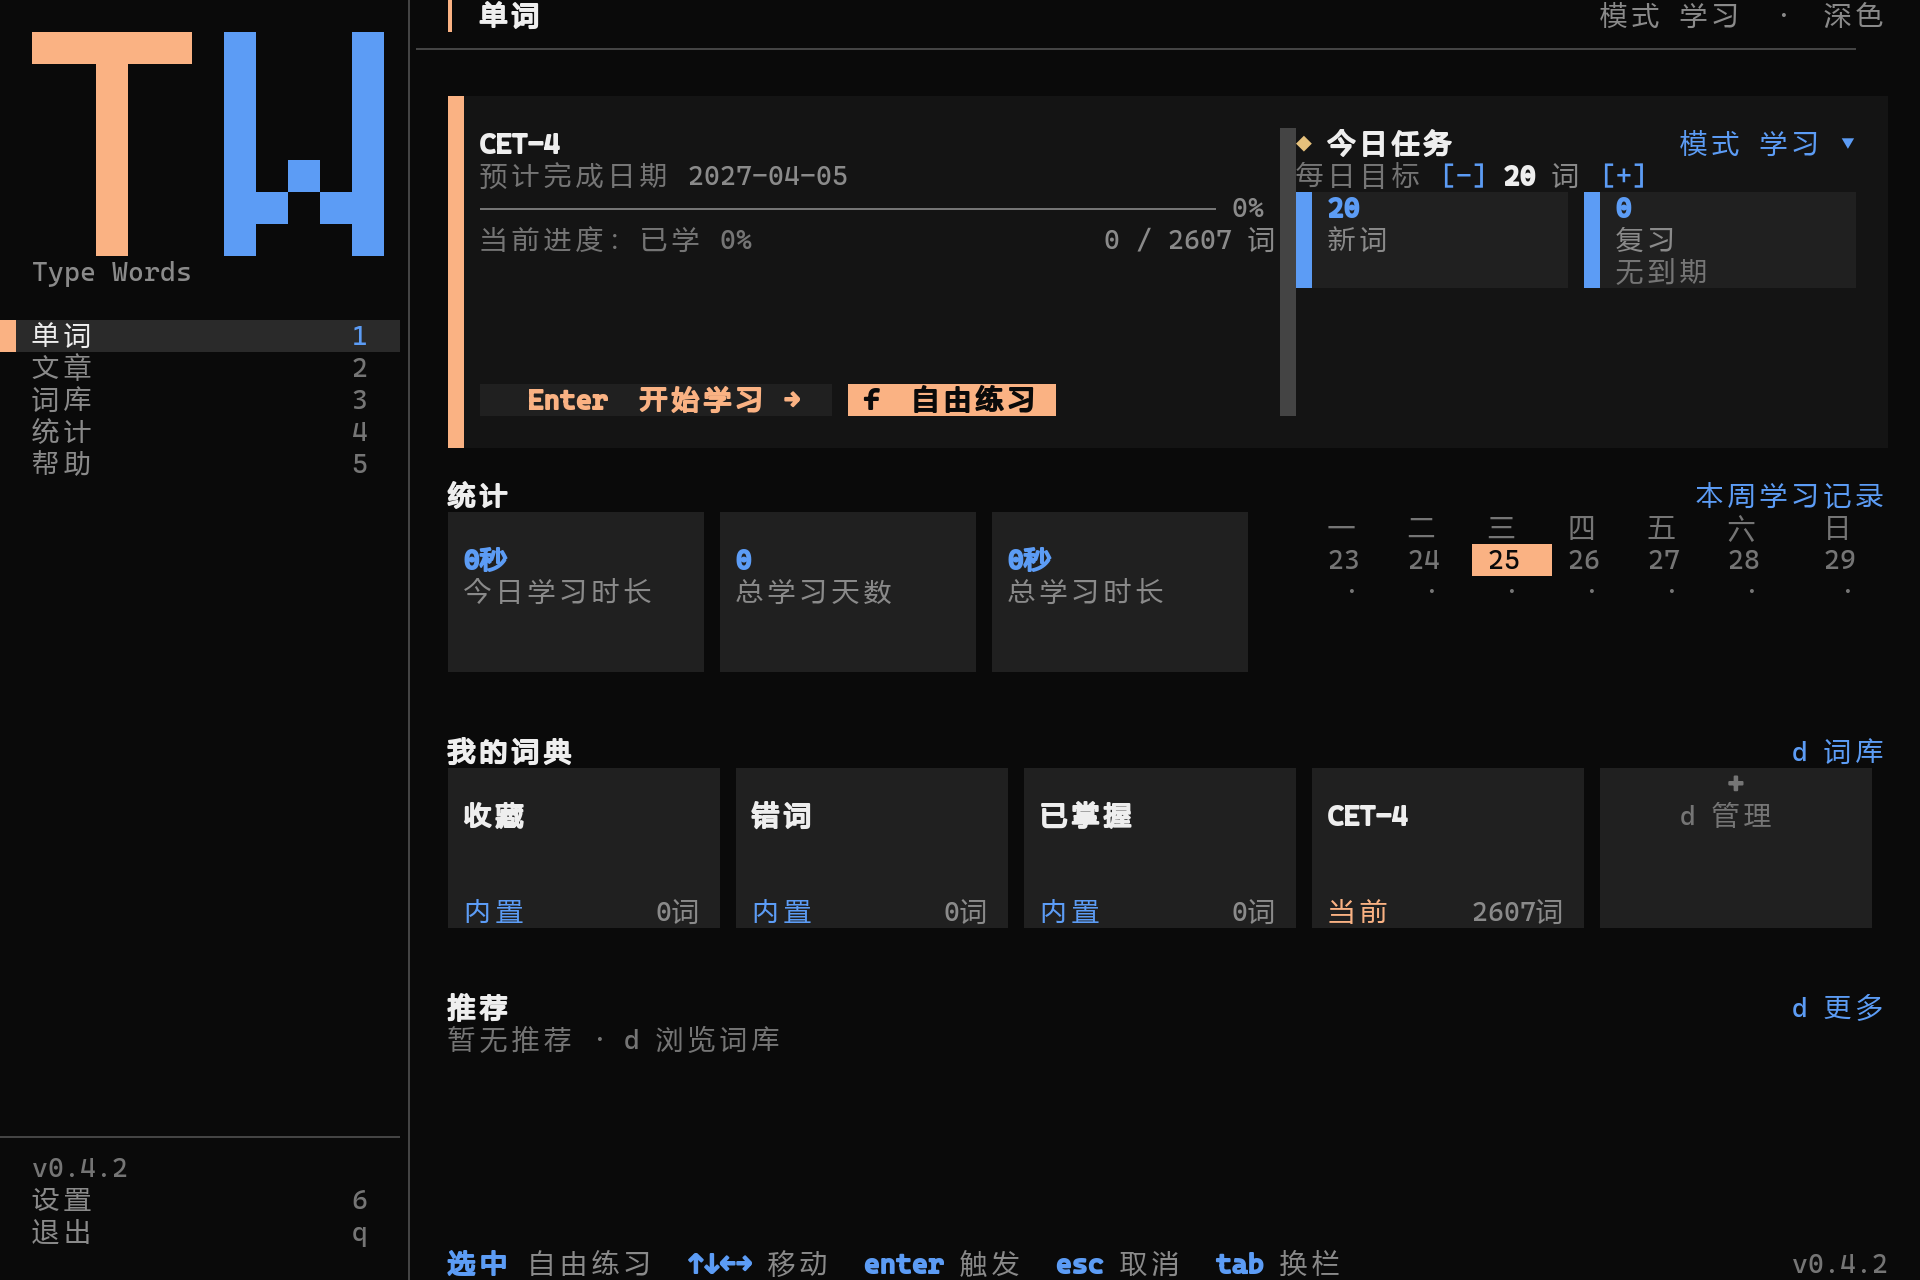 TW
Type Words
单词 1
文章 2
词库 3
统计 4
帮助 5
v0.4.2
设置 6
退出 q
单词 模式 学习 · 深色
CET-4
预计完成日期 2027-04-05
0%
当前进度: 已学 0% 0 / 2607 词
Enter 开始学习 → f 自由练习
◆ 今日任务 模式 学习 ▼
每日目标 [-] 20 词 [+]
20 0
新词 复习
无到期
统计 本周学习记录
0秒 0 0秒
今日学习时长 总学习天数 总学习时长
一 二 三 四 五 六 日
23 24 25 26 27 28 29
· · · · · · ·
我的词典 d 词库
收藏 错词 已掌握 CET-4 +
d 管理
内置 0词 内置 0词 内置 0词 当前 2607词
推荐 d 更多
暂无推荐 · d 浏览词库
选中 自由练习 ↑↓←→ 移动 enter 触发 esc 取消 tab 换栏 v0.4.2